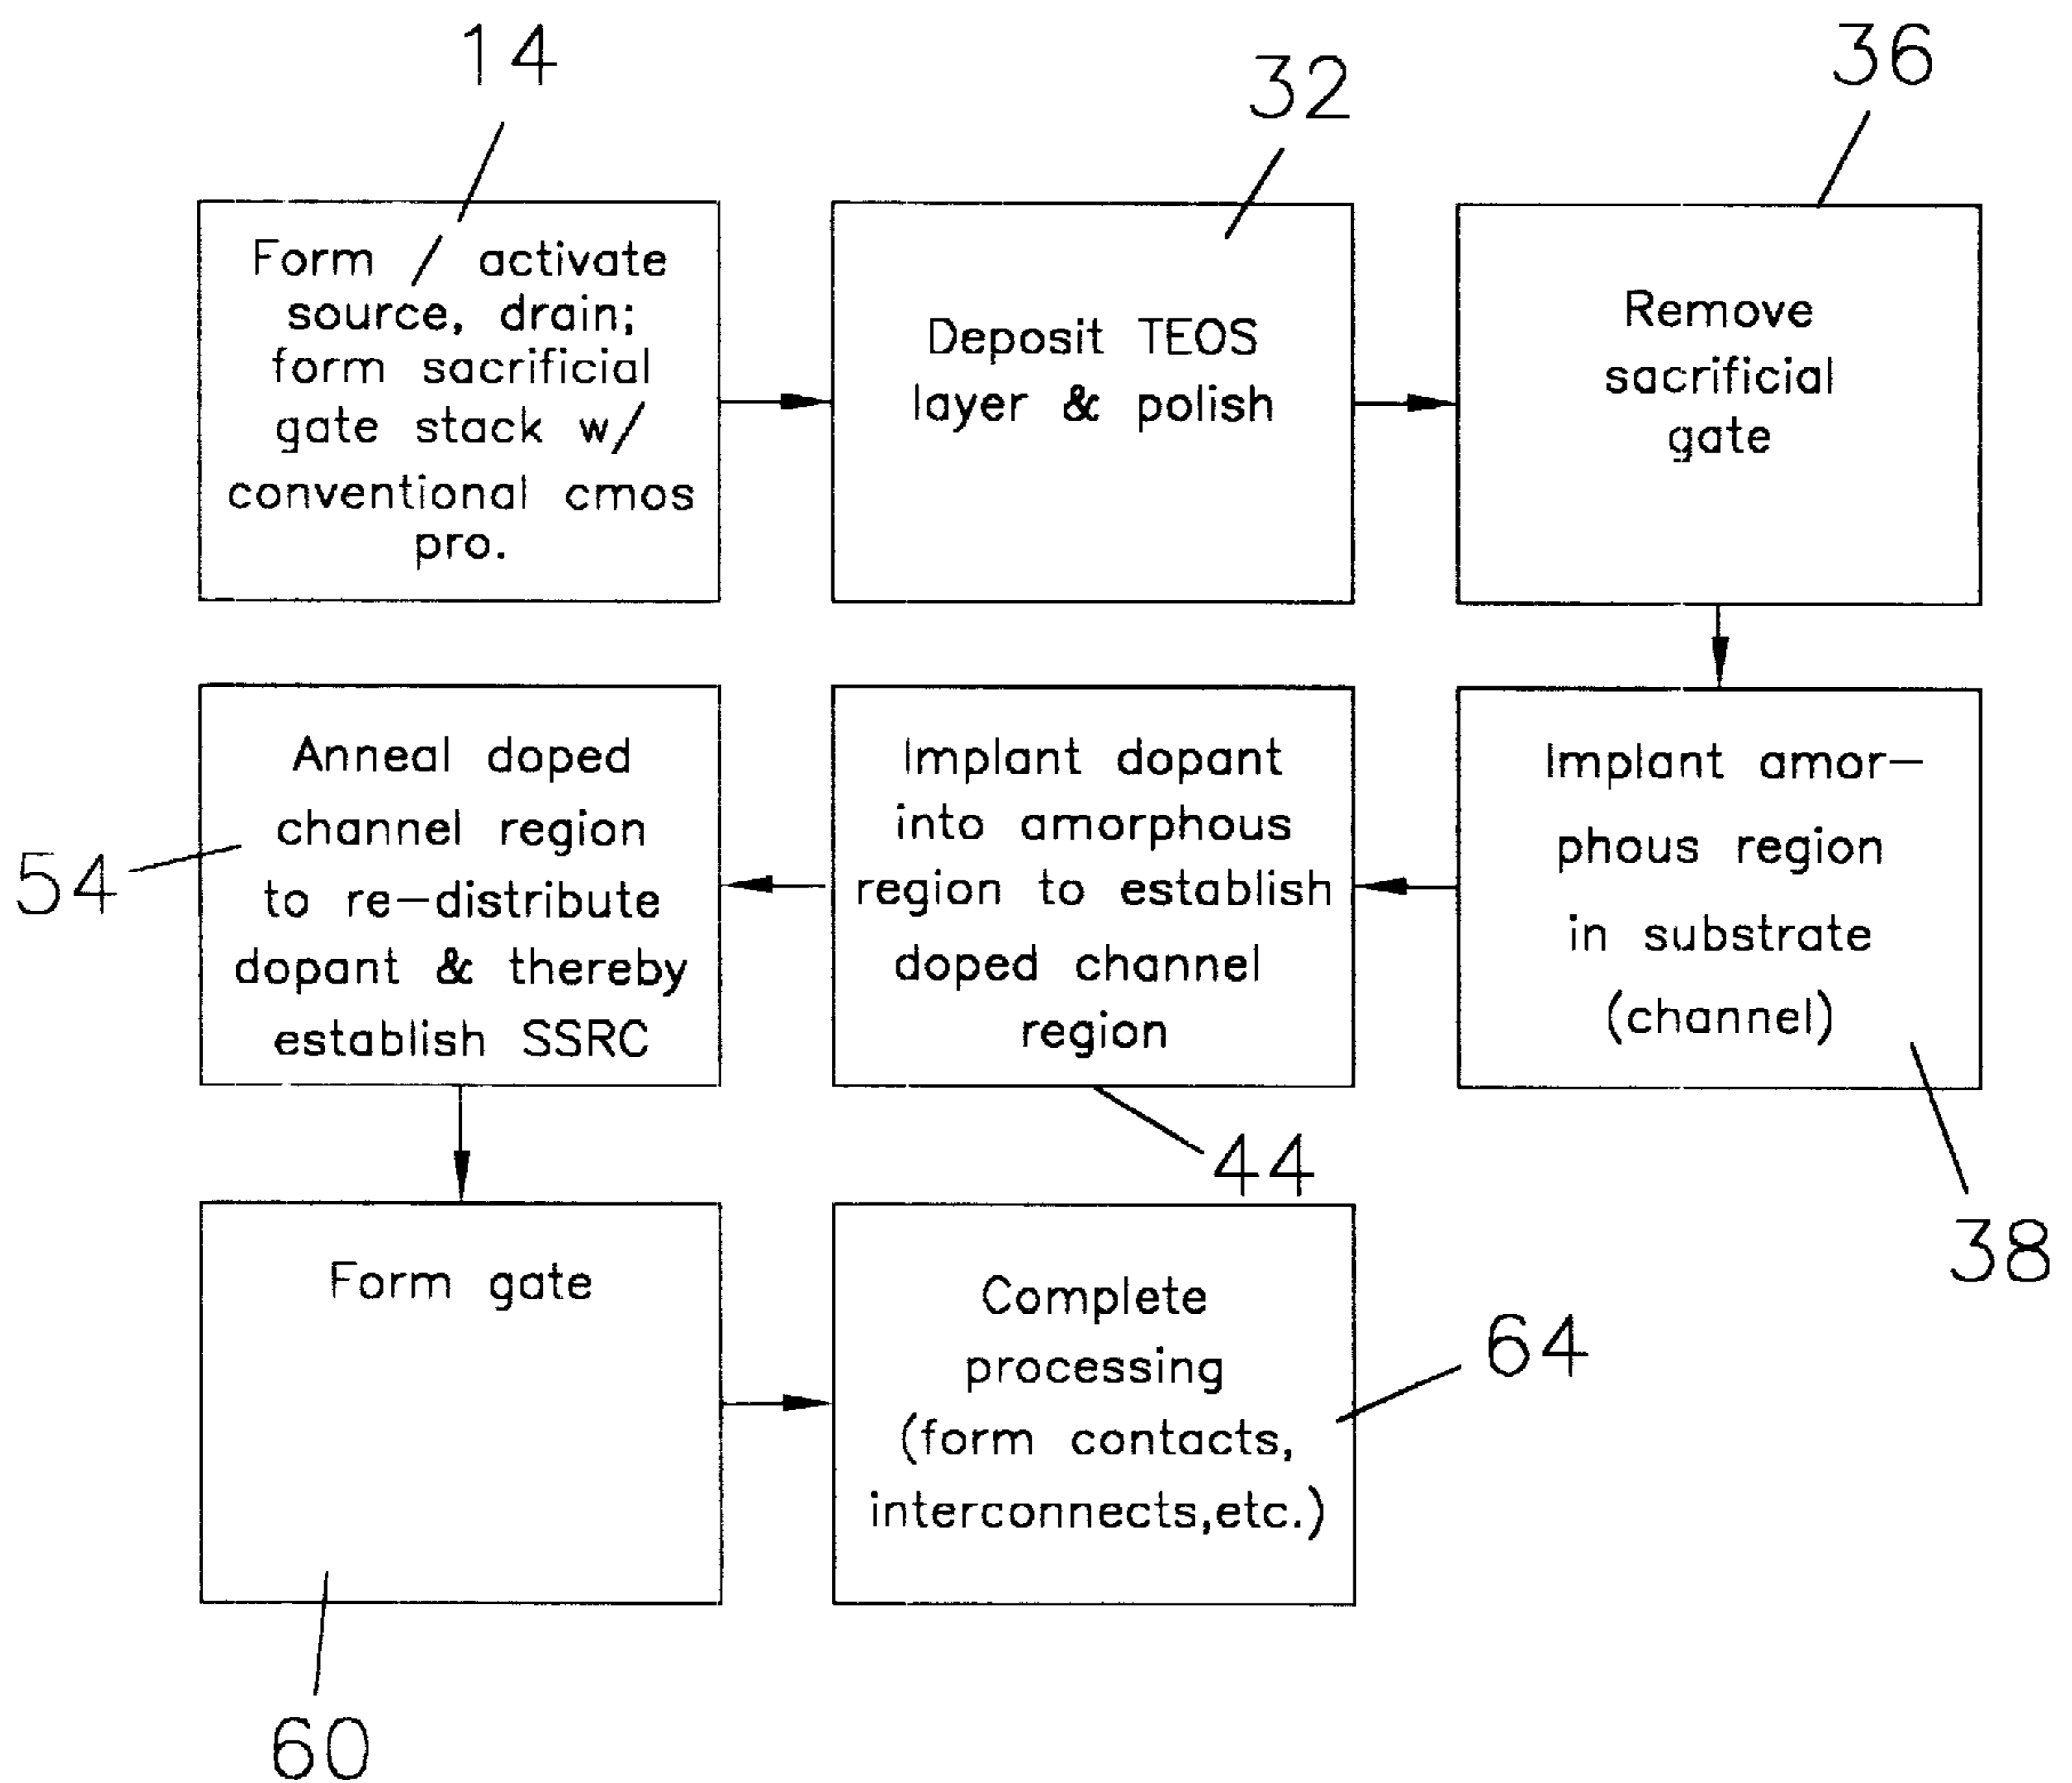 14
32
36
Form / activate
source, drain;
form sacrificial
gate stack w/
conventional cmos
pro.
Deposit TEOS
layer & polish
Remove
sacrificial
gate
Implant amor-
phous region
in substrate
(channel)
38
Implant dopant
into amorphous
region to establish
doped channel
region
44
Anneal doped
channel region
to re-distribute
dopant & thereby
establish SSRC
54
Form gate
60
Complete
processing
(form contacts,
interconnects,etc.)
64